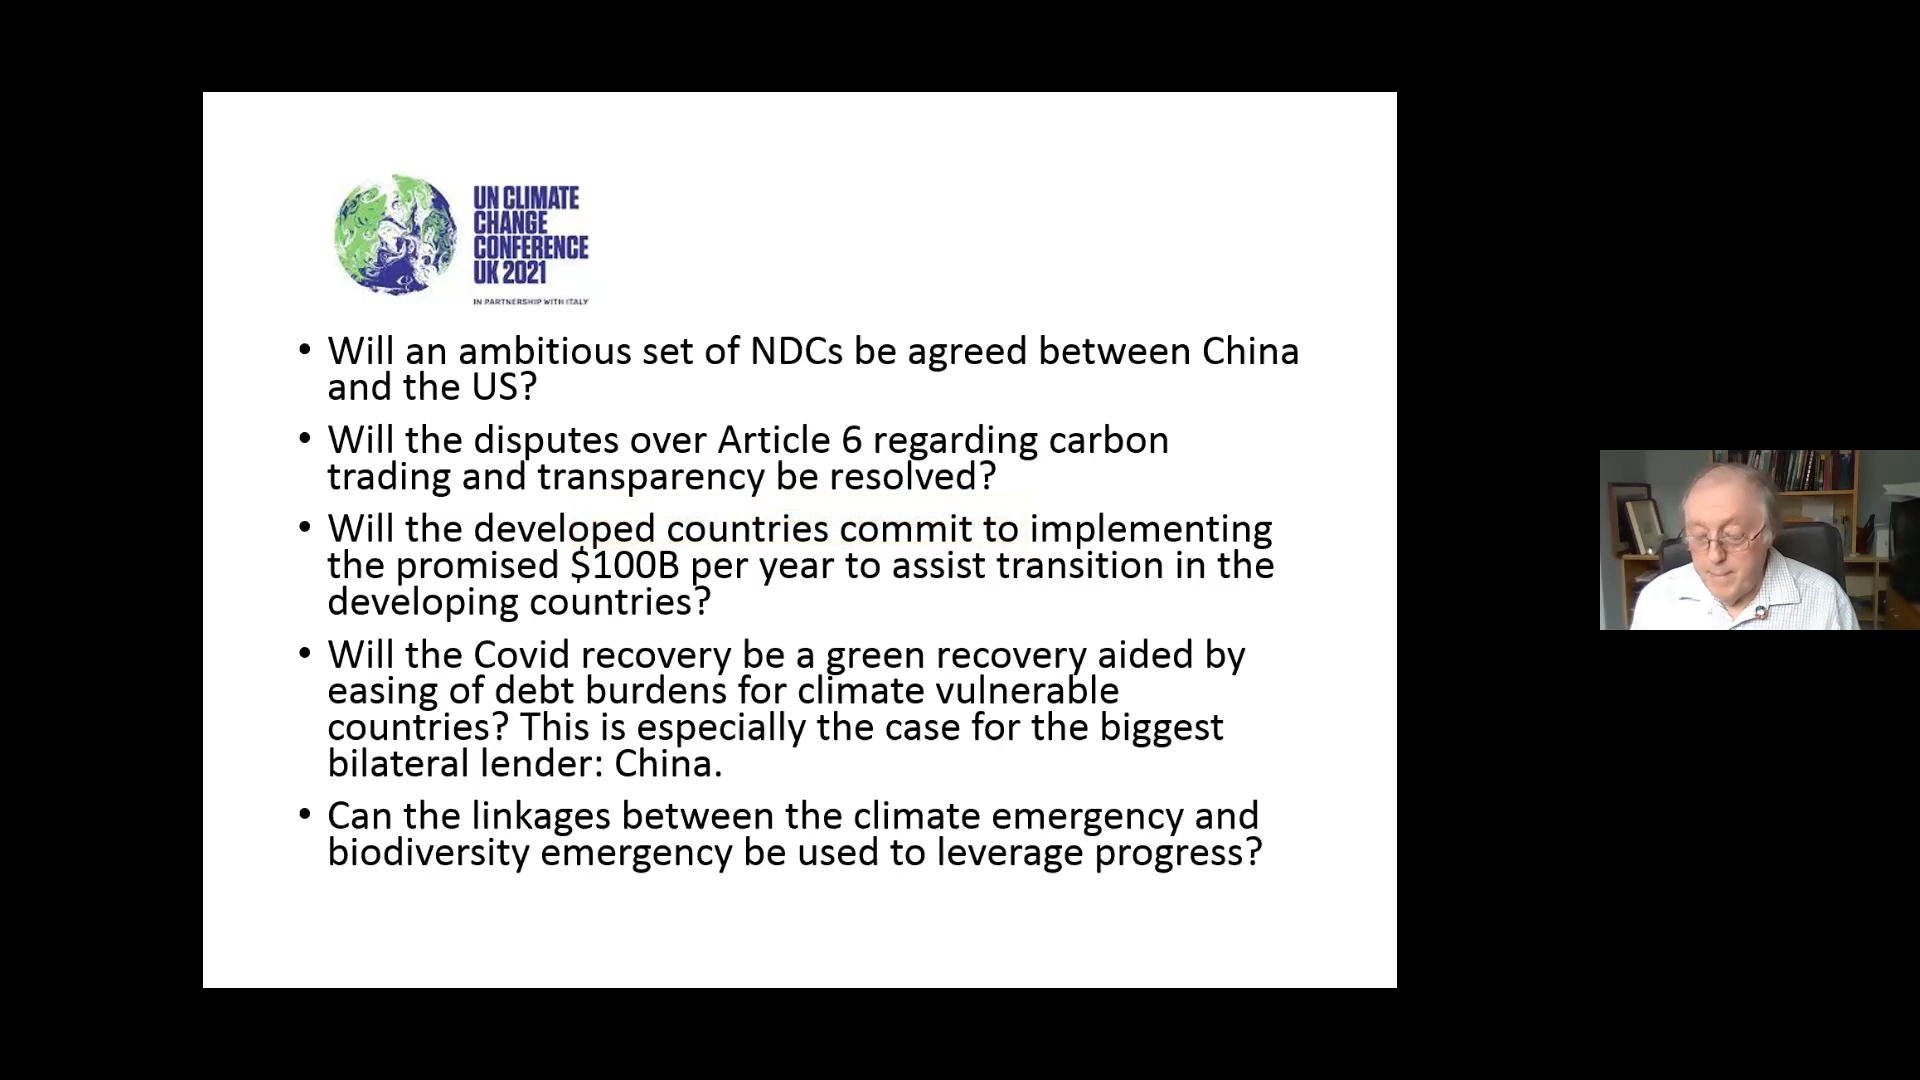 UN CLIMATE
CHANGE
CONFERENCE
UK 2021
IN PARTNERSHIP WITH ITALY
• Will an ambitious set of NDCs be agreed between China
and the US?
• Will the disputes over Article 6 regarding carbon
trading and transparency be resolved?
• Will the developed countries commit to implementing
the promised $100B per year to assist transition in the
developing countries?
• Will the Covid recovery be a green recovery aided by
easing of debt burdens for climate vulnerable
countries? This is especially the case for the biggest
bilateral lender: China.
• Can the linkages between the climate emergency and
biodiversity emergency be used to leverage progress?